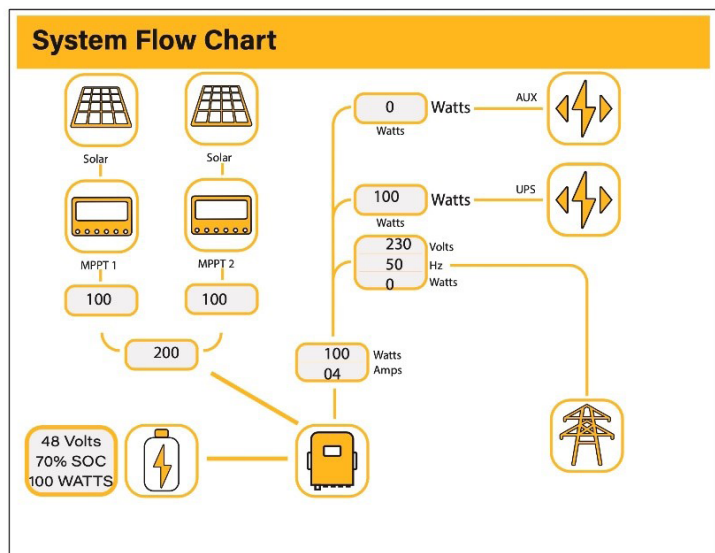 System Flow Chart
Solar
Solar
MPPT 1
MPPT 2
100
100
200
0 Watts
Watts
AUX
100 Watts
Watts
UPS
230 Volts
50 Hz
0 Watts
100 Watts
04 Amps
48 Volts
70% SOC
100 WATTS